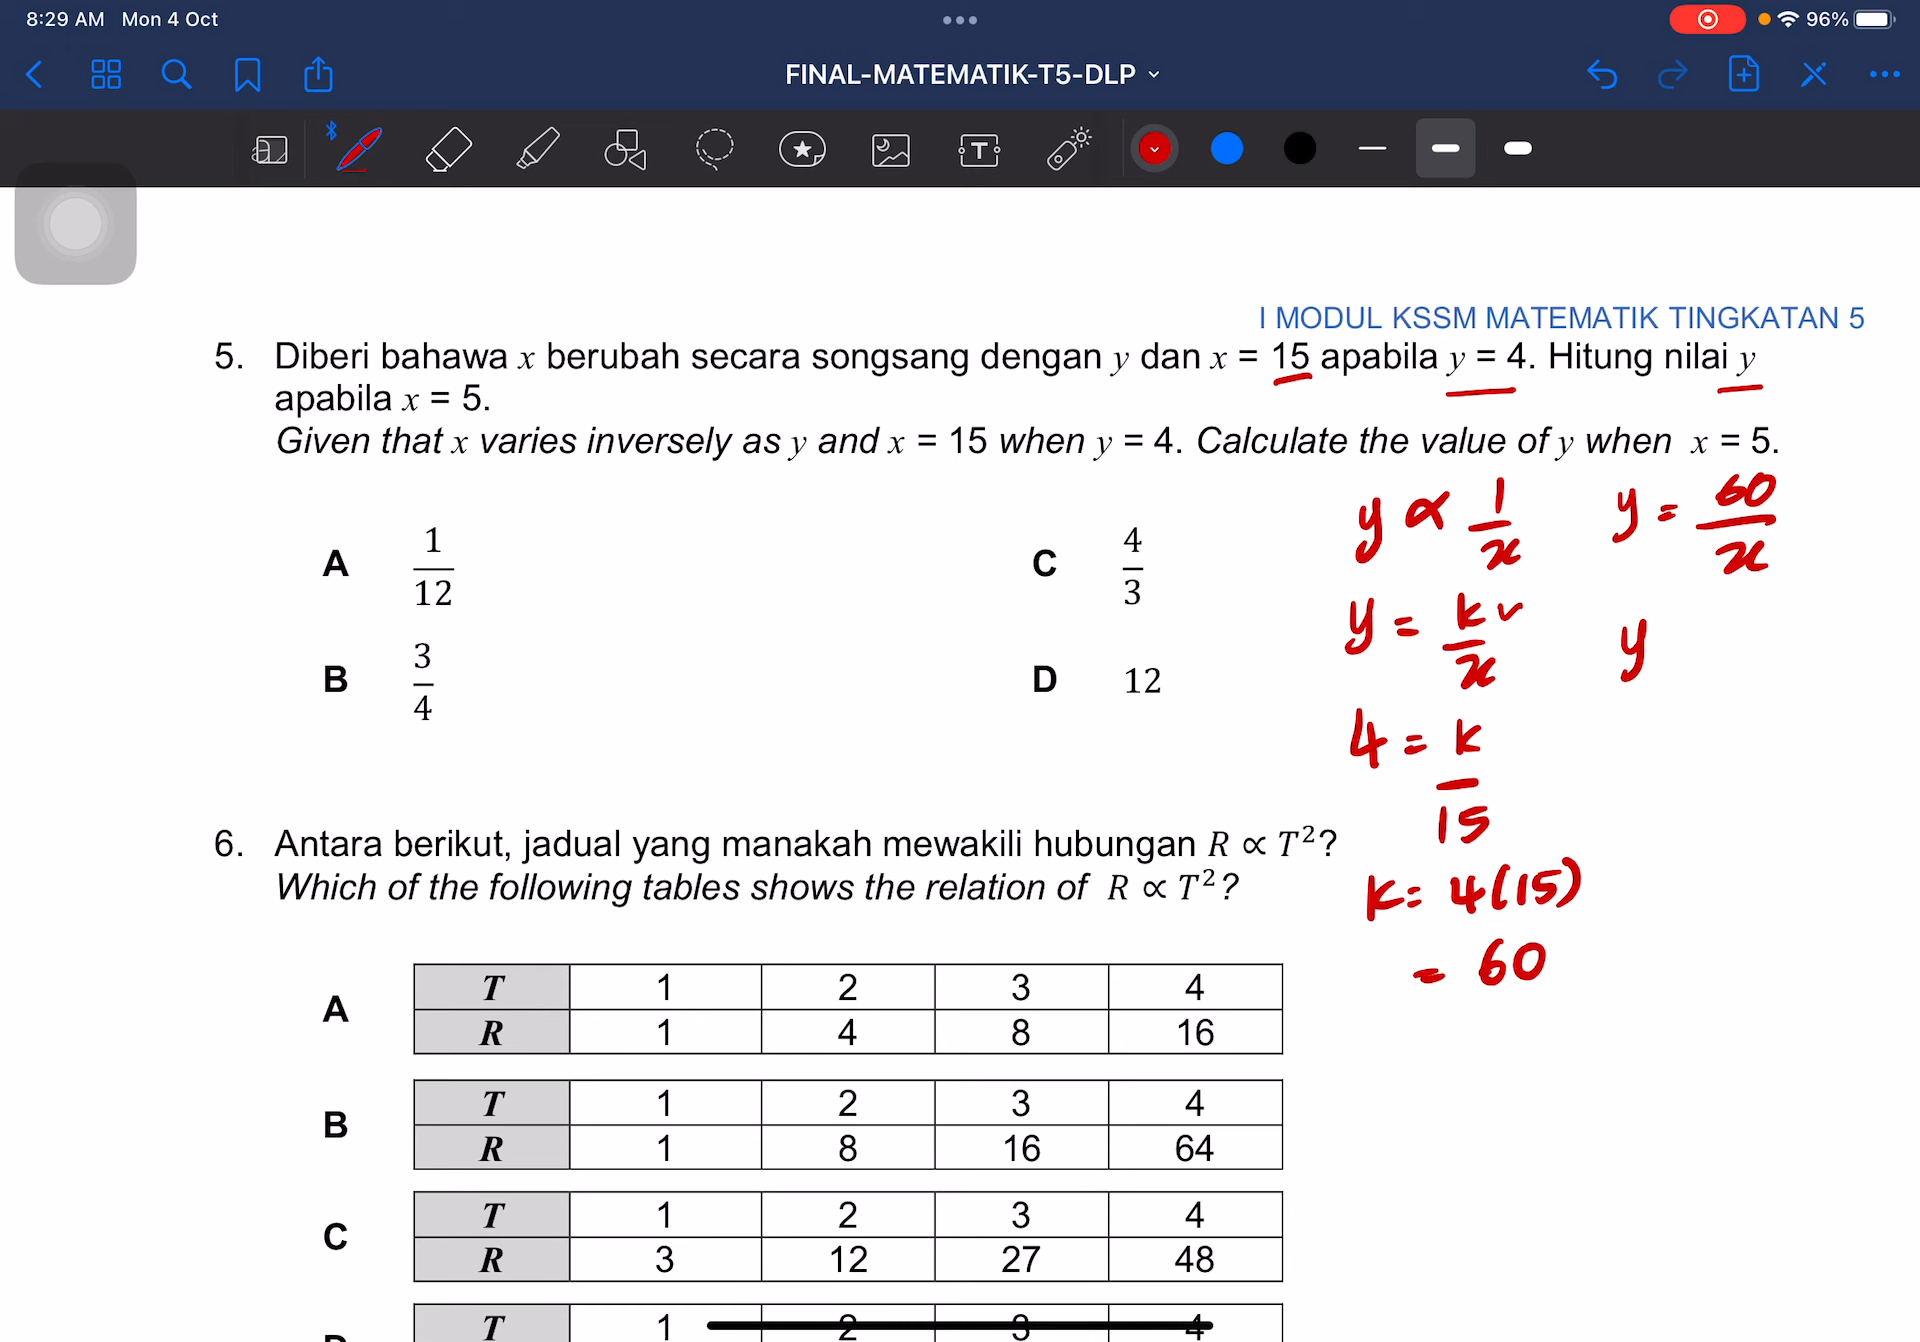 8:29 AM Mon 4 Oct
96%
FINAL-MATEMATIK-T5-DLP
I MODUL KSSM MATEMATIK TINGKATAN 5
5. Diberi bahawa x berubah secara songsang dengan y dan x = 15 apabila y = 4. Hitung nilai y
apabila x = 5.
Given that x varies inversely as y and x = 15 when y = 4. Calculate the value of y when x = 5.
A 1/12
C 4/3
B 3/4
D 12
y ∝ 1/x
y = k/x
4 = k/15
k = 4(15)
= 60
y = 60/x
y
6. Antara berikut, jadual yang manakah mewakili hubungan R ∝ T²?
Which of the following tables shows the relation of R ∝ T²?
A
T 1 2 3 4
R 1 4 8 16
B
T 1 2 3 4
R 1 8 16 64
C
T 1 2 3 4
R 3 12 27 48
T 1 2 3 4